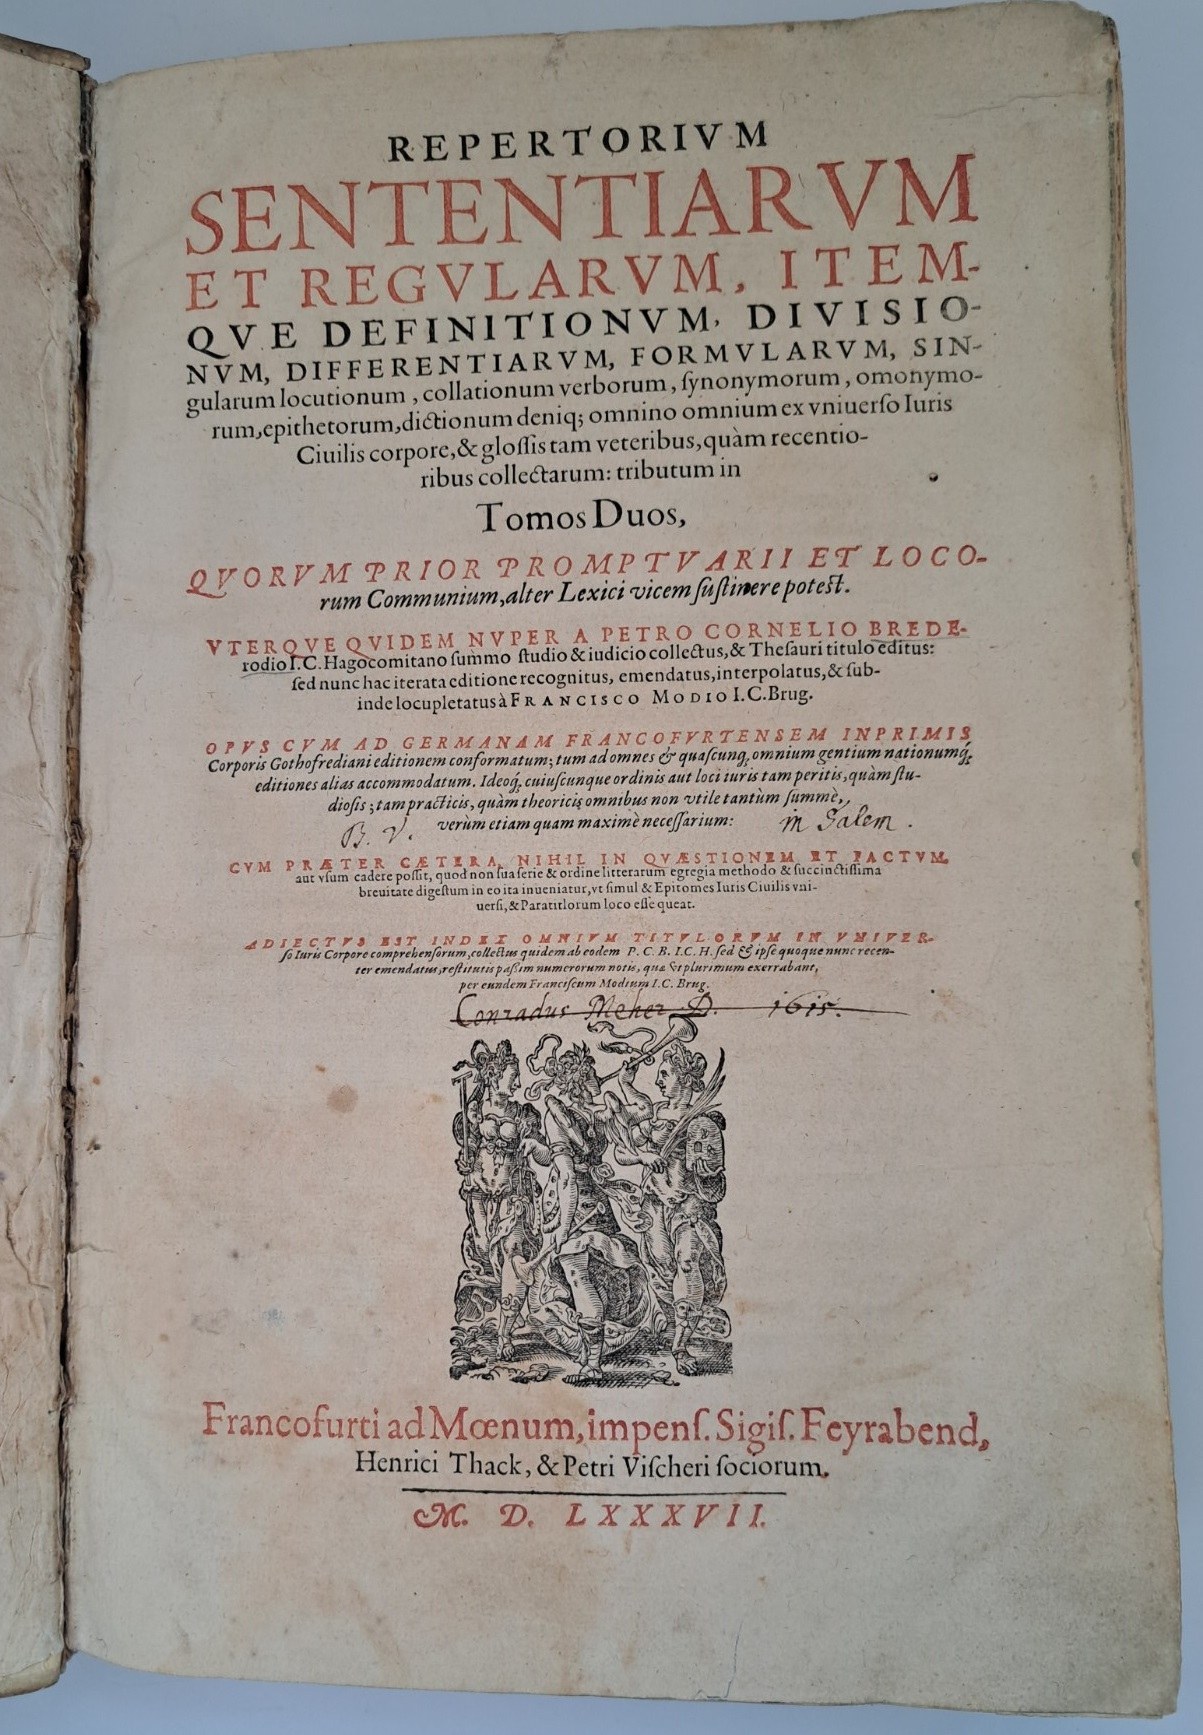 REPERTORIVM
SENTENTIARVM
ET REGVLARVM, ITEM-
QVE DEFINITIONVM, DIVISIO-
NVM, DIFFERENTIARVM, FORMVLARVM, SIN-
gularum locutionum, collationum verborum, ſynonymorum, omonymo-
rum, epithetorum, dictionum deniq; omnino omnium ex vniuerſo Iuris
Ciuilis corpore, & gloſſis tam veteribus, quàm recentio-
ribus collectarum: tributum in
Tomos Duos,
QVORVM PRIOR PROMPTVARII ET LOCO-
rum Communium, alter Lexici vicem ſuſtinere poteſt.
VTERQVE QVIDEM NVPER A PETRO CORNELIO BREDE-
rodio I.C. Hagocomitano ſummo ſtudio & iudicio collectus, & Theſauri titulo editus:
ſed nunc hac iterata editione recognitus, emendatus, interpolatus, & ſub-
inde locupletatus à FRANCISCO MODIO I.C. Brug.
OPVS CVM AD GERMANAM FRANCOFVRTENSEM INPRIMIS
Corporis Gothofrediani editionem conformatum; tum ad omnes & quaſcunq, omnium gentium nationumq́,
editiones alias accommodatum. Ideoq́, cuiuſcunque ordinis aut loci iuris tam peritis, quàm ſtu-
dioſis; tam practicis, quàm theoricis omnibus non vtile tantùm ſummè,
verùm etiam quam maximè neceſſarium:
B. V. in Salem.
CVM PRÆTER CÆTERA, NIHIL IN QVÆSTIONEM ET FACTVM,
aut vſum cadere poſſit, quod non ſua ſerie & ordine litterarum egregia methodo & ſuccinctiſſima
breuitate digeſtum in eo ita inueniatur, vt ſimul & Epitomes Iuris Ciuilis vni-
uerſi, & Paratitlorum loco eſſe queat.
ADIECTVS EST INDEX OMNIVM TITVLORVM IN VNIVER-
ſo Iuris Corpore comprehenſorum, collectus quidem ab eodem P. C. B. I. C. H. ſed & ipſe quoque nunc recen-
ter emendatus, reſtitutis paſſim numerorum notis, quæ vt plurimum exerrabant,
per eundem Franciſcum Modium I.C. Brug.
Conradus Meher D. 1615.
Francofurti ad Mœnum, impenſ. Sigiſ. Feyrabend,
Henrici Thack, & Petri Viſcheri ſociorum.
M. D. LXXXVII.